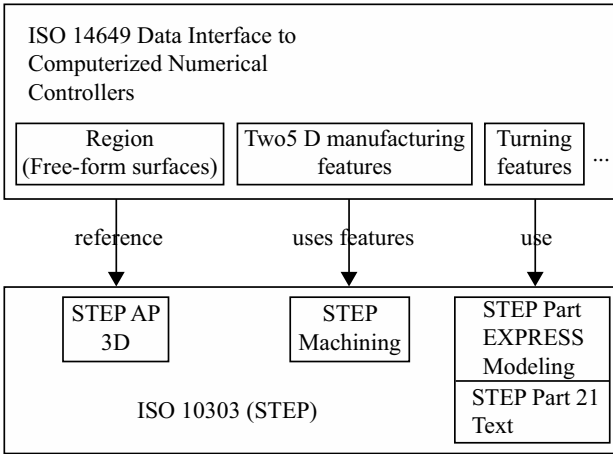 ISO 14649 Data Interface to
Computerized Numerical
Controllers
Region
(Free-form surfaces)
Two5 D manufacturing
features
Turning
features
...
reference
uses features
use
STEP AP
3D
STEP
Machining
STEP Part
EXPRESS
Modeling
STEP Part 21
Text
ISO 10303 (STEP)